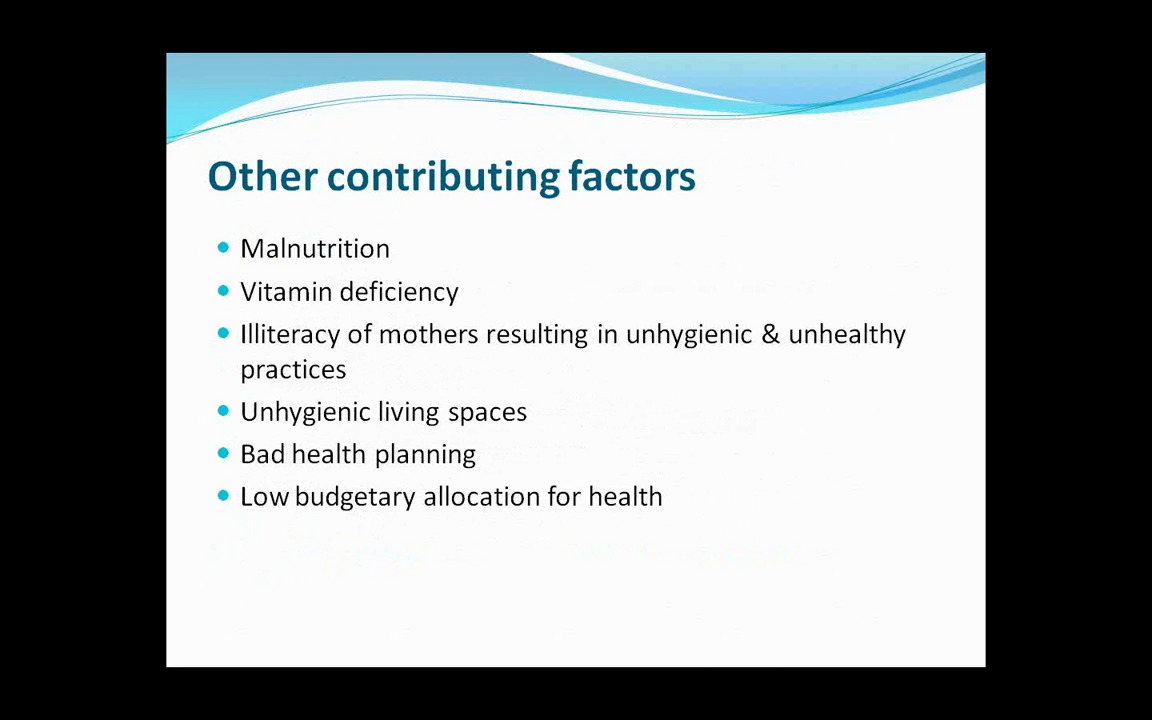 Other contributing factors
Malnutrition
Vitamin deficiency
Illiteracy of mothers resulting in unhygienic & unhealthy
practices
Unhygienic living spaces
Bad health planning
Low budgetary allocation for health